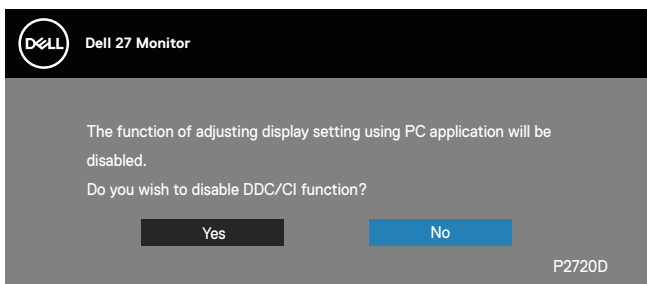 DELL
Dell 27 Monitor
The function of adjusting display setting using PC application will be
disabled.
Do you wish to disable DDC/CI function?
Yes No
P2720D